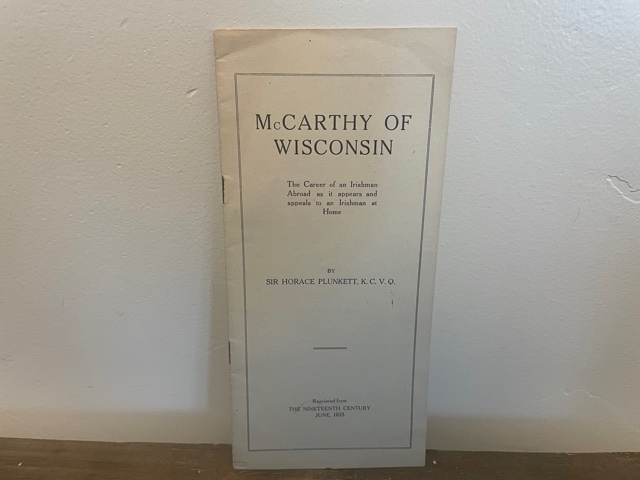 McCARTHY OF
WISCONSIN
The Career of an Irishman
Abroad as it appears and
appeals to an Irishman at
Home
BY
SIR HORACE PLUNKETT, K. C. V. O.
Reprinted from
THE NINETEENTH CENTURY
JUNE, 1915